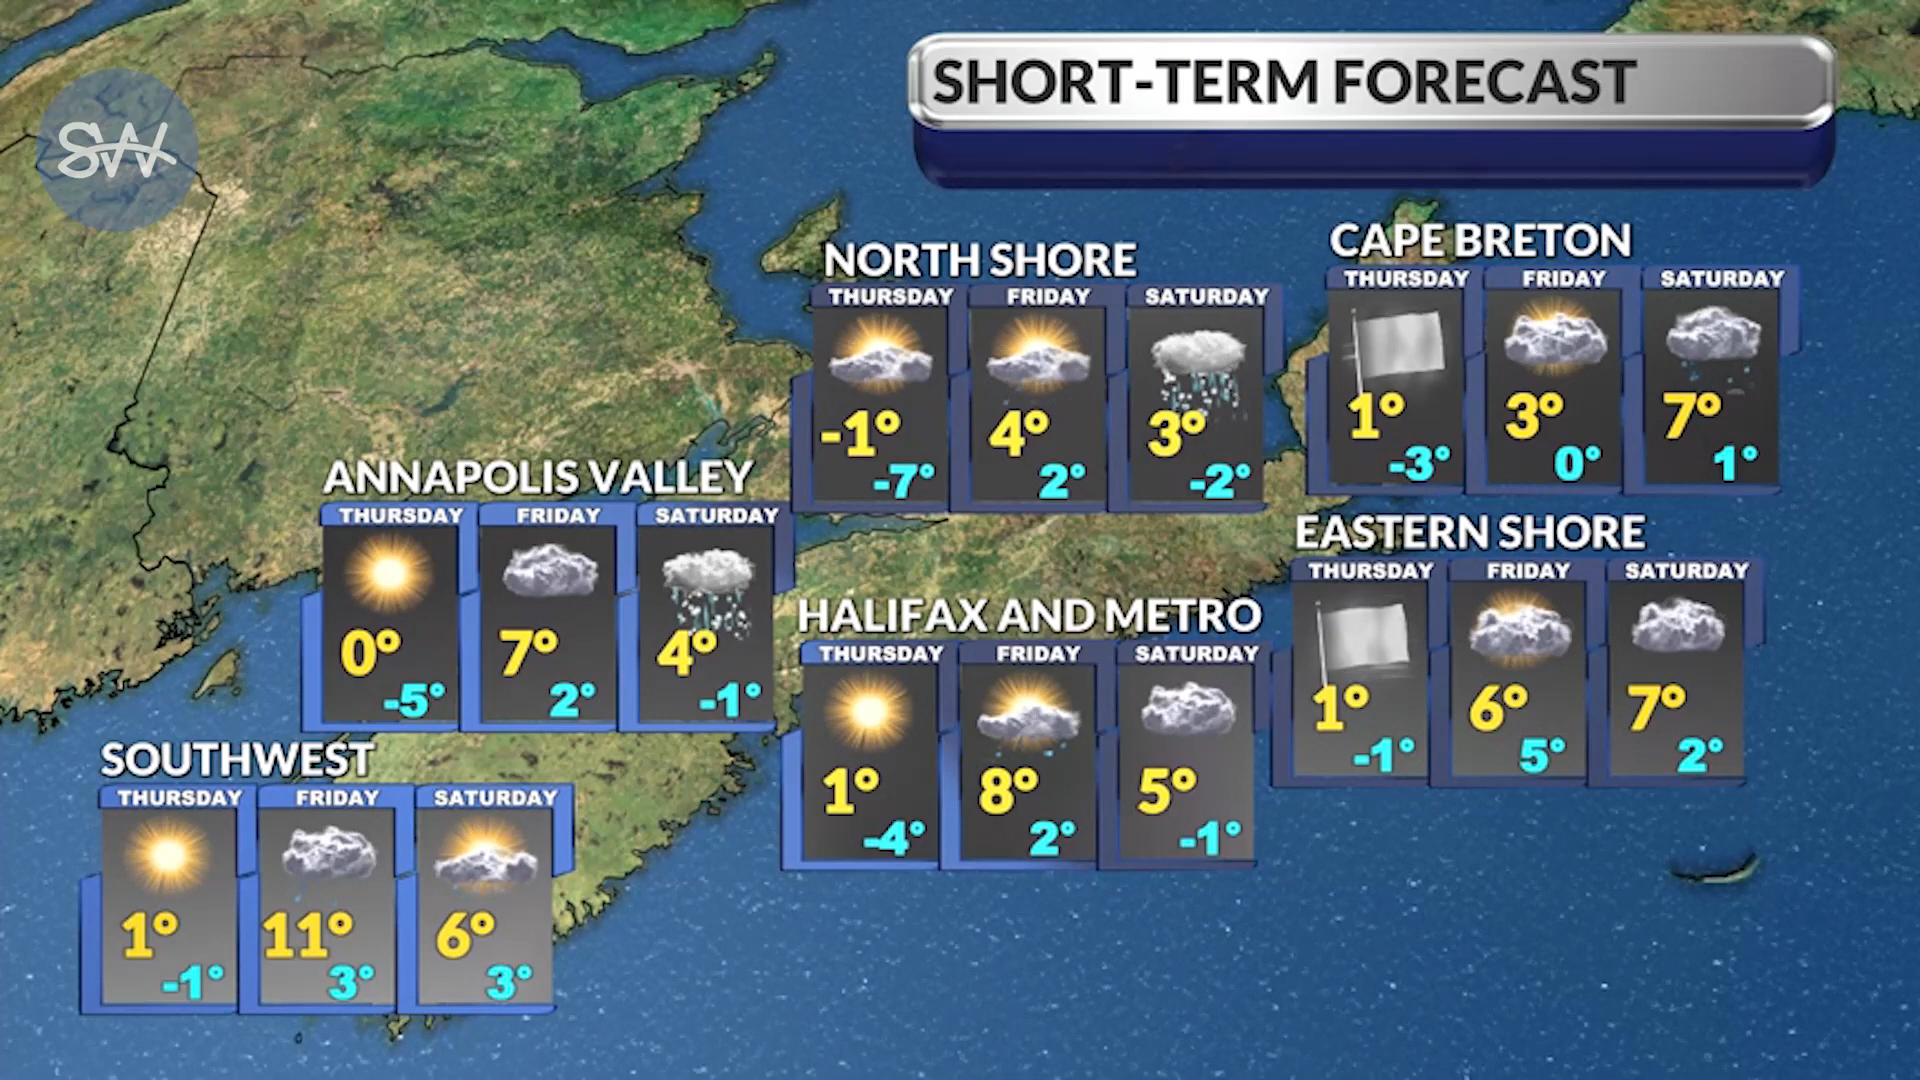 SW
SHORT-TERM FORECAST
NORTH SHORE
THURSDAY FRIDAY SATURDAY
-1° 4° 3°
-7° 2° -2°
CAPE BRETON
THURSDAY FRIDAY SATURDAY
1° 3° 7°
-3° 0° 1°
ANNAPOLIS VALLEY
THURSDAY FRIDAY SATURDAY
0° 7° 4°
-5° 2° -1°
EASTERN SHORE
THURSDAY FRIDAY SATURDAY
1° 6° 7°
-1° 5° 2°
HALIFAX AND METRO
THURSDAY FRIDAY SATURDAY
1° 8° 5°
-4° 2° -1°
SOUTHWEST
THURSDAY FRIDAY SATURDAY
1° 11° 6°
-1° 3° 3°